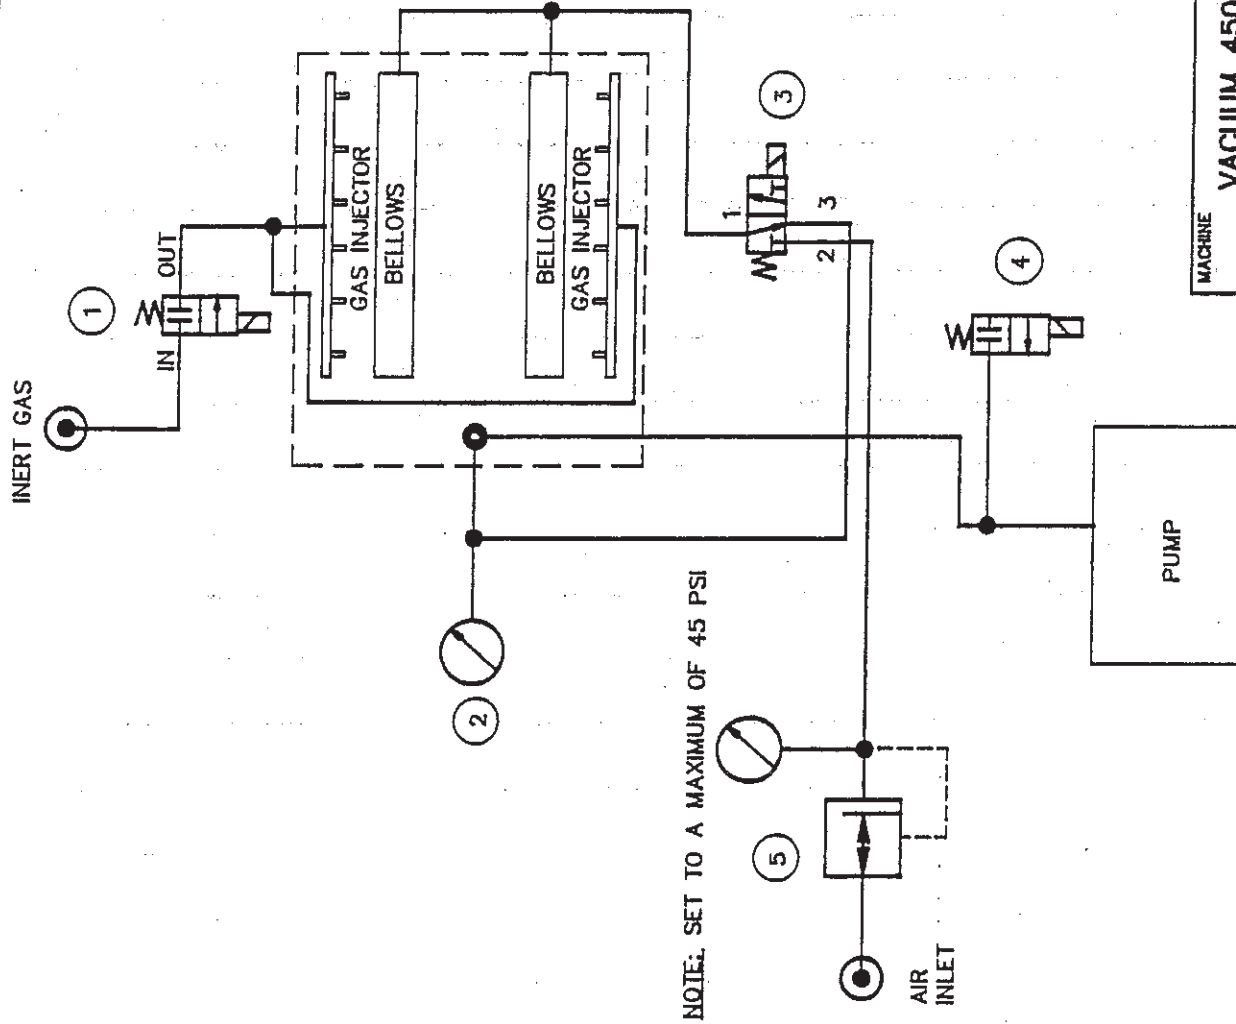 INERT GAS
1
IN
OUT
GAS INJECTOR
BELLOWS
BELLOWS
GAS INJECTOR
2
3
1
2
3
4
NOTE: SET TO A MAXIMUM OF 45 PSI
5
AIR
INLET
PUMP
MACHINE
VACUUM 450